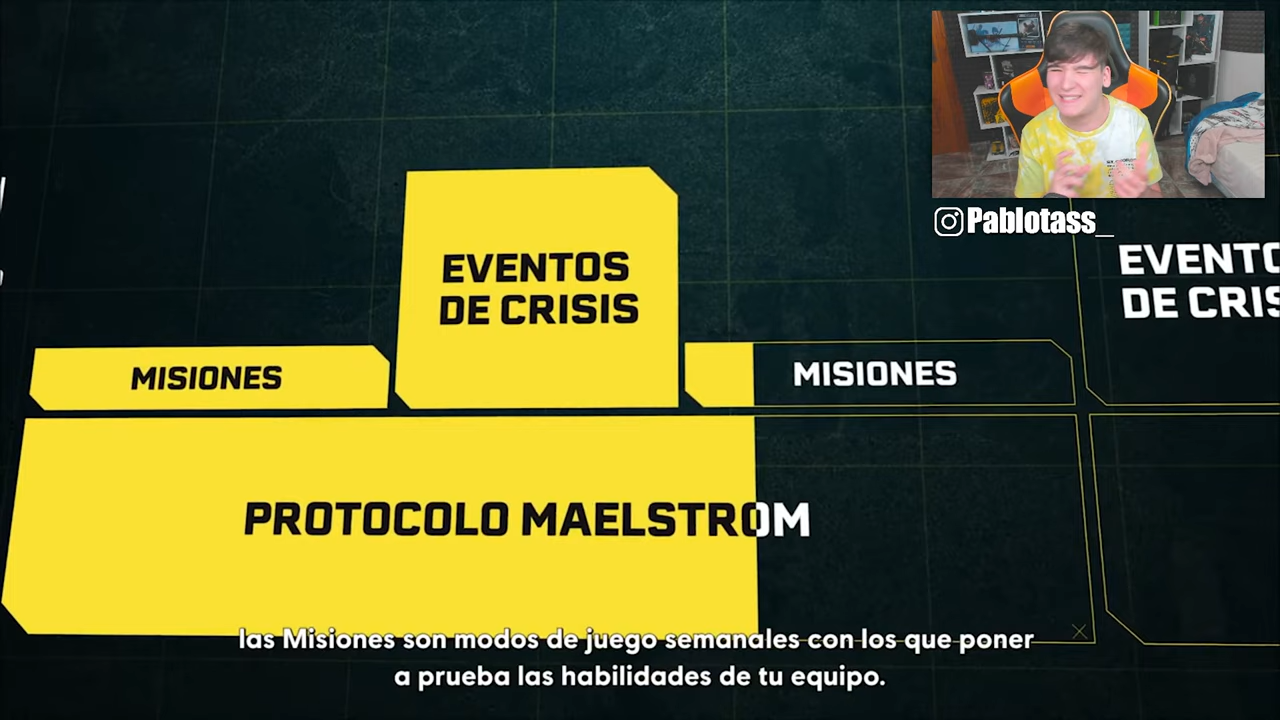 Pablotass_
EVENTOS
DE CRISIS
MISIONES
MISIONES
PROTOCOLO MAELSTROM
las Misiones son modos de juego semanales con los que poner
a prueba las habilidades de tu equipo.